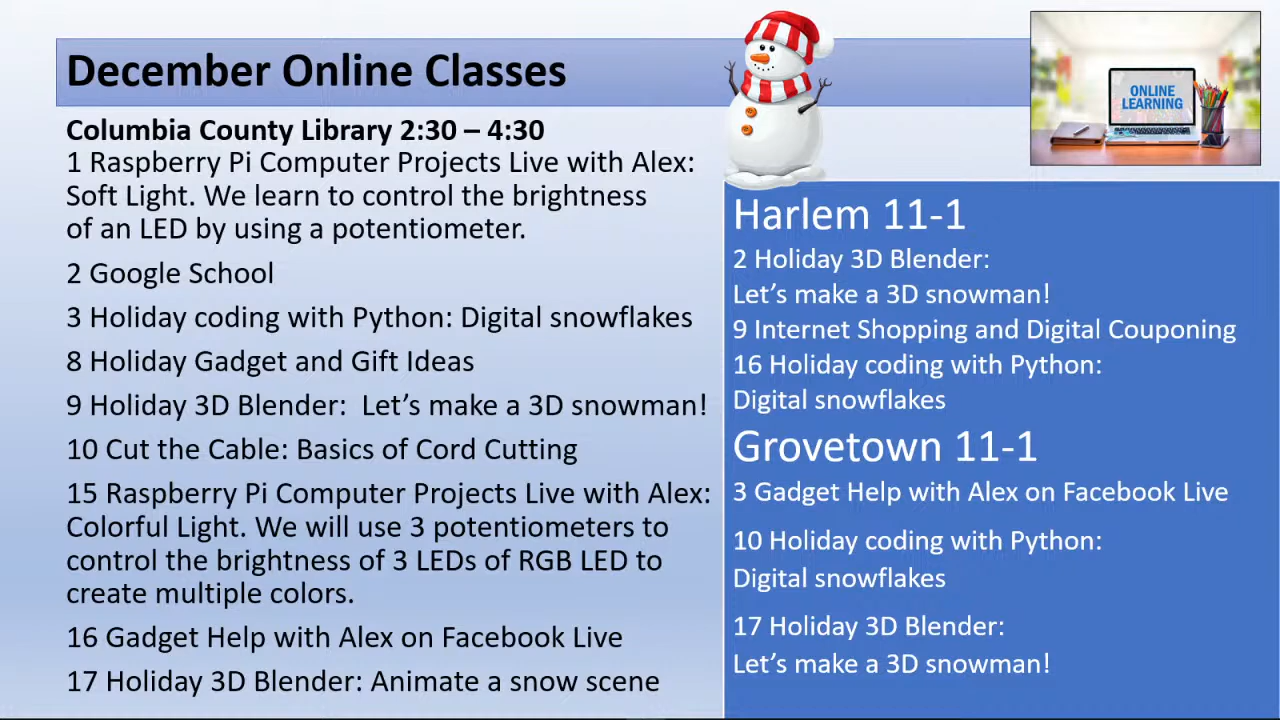 December Online Classes
Columbia County Library 2:30 – 4:30
1 Raspberry Pi Computer Projects Live with Alex:
Soft Light. We learn to control the brightness
of an LED by using a potentiometer.
2 Google School
3 Holiday coding with Python: Digital snowflakes
8 Holiday Gadget and Gift Ideas
9 Holiday 3D Blender:  Let’s make a 3D snowman!
10 Cut the Cable: Basics of Cord Cutting
15 Raspberry Pi Computer Projects Live with Alex:
Colorful Light. We will use 3 potentiometers to
control the brightness of 3 LEDs of RGB LED to
create multiple colors.
16 Gadget Help with Alex on Facebook Live
17 Holiday 3D Blender: Animate a snow scene
ONLINE
LEARNING
Harlem 11-1
2 Holiday 3D Blender:
Let’s make a 3D snowman!
9 Internet Shopping and Digital Couponing
16 Holiday coding with Python:
Digital snowflakes
Grovetown 11-1
3 Gadget Help with Alex on Facebook Live
10 Holiday coding with Python:
Digital snowflakes
17 Holiday 3D Blender:
Let’s make a 3D snowman!